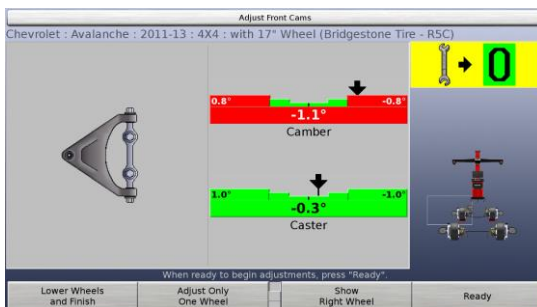 Adjust Front Cams
Chevrolet : Avalanche : 2011-13 : 4X4 : with 17" Wheel (Bridgestone Tire - R5C)
0
0.8° -0.8°
-1.1°
Camber
1.0° -1.0°
-0.3°
Caster
When ready to begin adjustments, press "Ready".
Lower Wheels
and Finish
Adjust Only
One Wheel
Show
Right Wheel
Ready